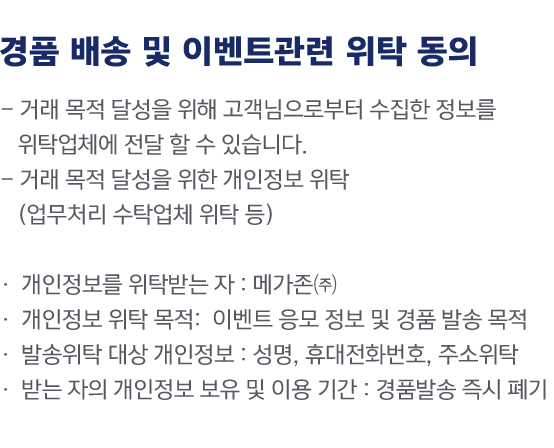 경품 배송 및 이벤트관련 위탁 동의
- 거래 목적 달성을 위해 고객님으로부터 수집한 정보를
위탁업체에 전달 할 수 있습니다.
- 거래 목적 달성을 위한 개인정보 위탁
(업무처리 수탁업체 위탁 등)
· 개인정보를 위탁받는 자 : 메가존㈜
· 개인정보 위탁 목적: 이벤트 응모 정보 및 경품 발송 목적
· 발송위탁 대상 개인정보 : 성명, 휴대전화번호, 주소위탁
· 받는 자의 개인정보 보유 및 이용 기간 : 경품발송 즉시 폐기